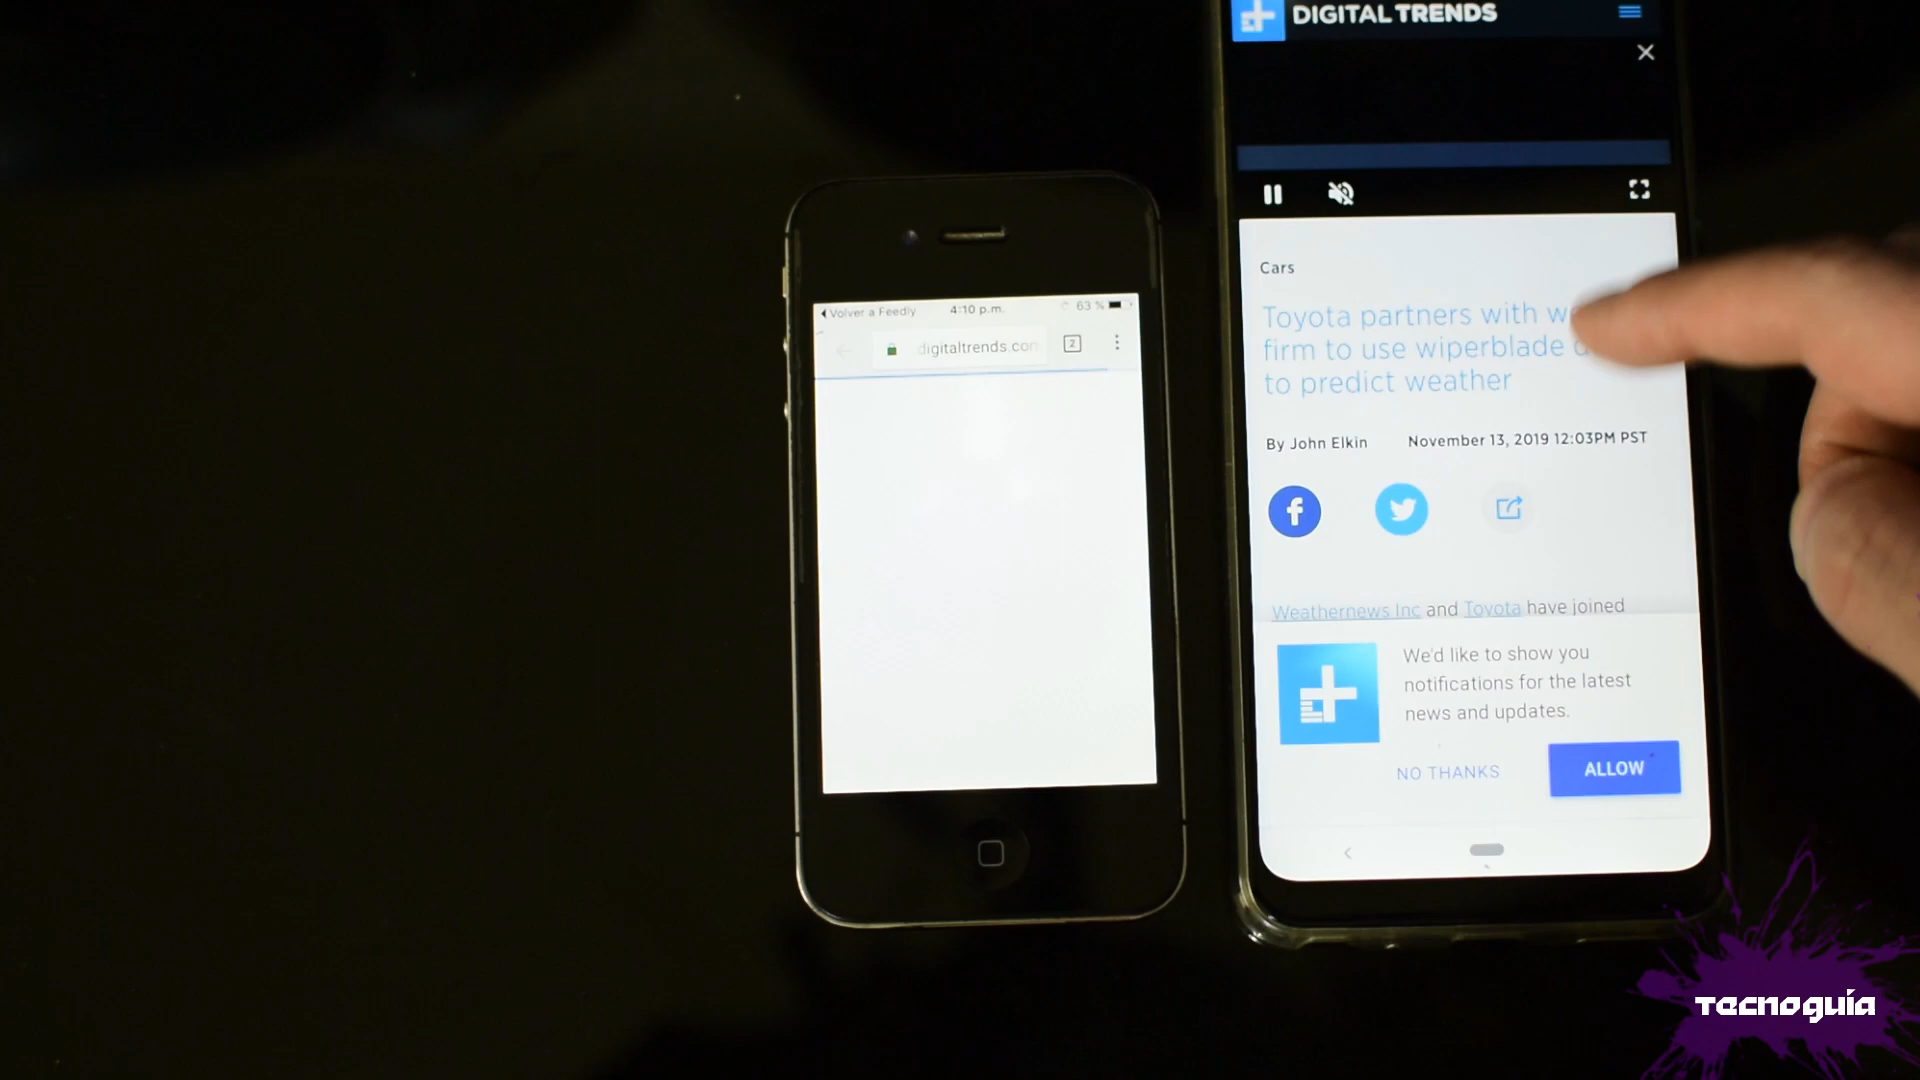 Volver a Feedly
4:10 p.m.
63 %
digitaltrends.com
2
DIGITAL TRENDS
Cars
Toyota partners with
firm to use wiperblade
to predict weather
By John Elkin
November 13, 2019 12:03PM PST
Weathernews Inc and Toyota have joined
We'd like to show you
notifications for the latest
news and updates.
NO THANKS
ALLOW
TECNOGUÍA